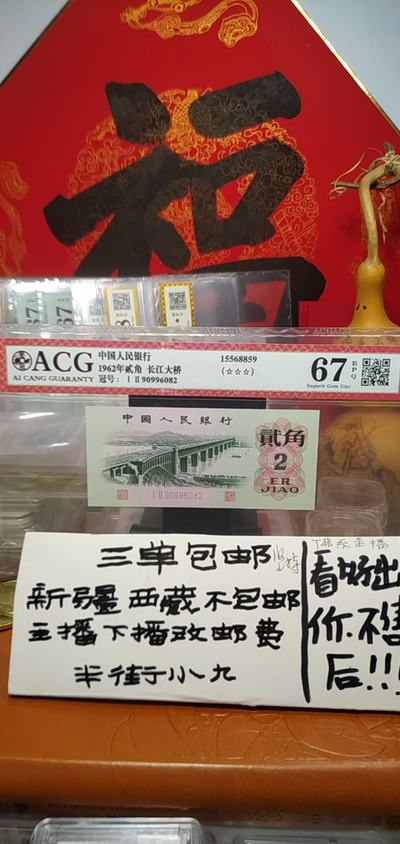 福
ACG
AI CANG GUARANTY
中国人民银行
1962年贰角 长江大桥
冠号: I II 90996082
15568859
(☆☆☆)
67
EPQ
Superb Gem Unc
中国人民银行
贰角
2
ER
JIAO
I II 90996082
三单包邮
新疆西藏不包邮
主播下播改邮费
半街小九
看好出
价.不售
后!!!